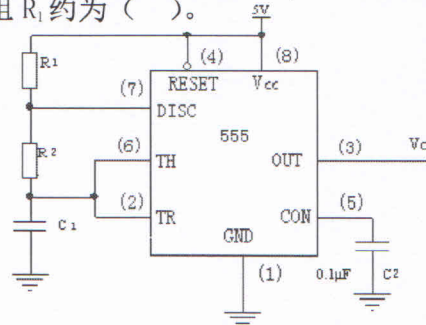 阻 R₁ 约为（  ）。
5V
R1
(4)
(8)
RESET
Vcc
(7)
DISC
R2
(6)
555
TH
OUT
(3)
(2)
TR
CON
(5)
C1
GND
(1)
0.1μF
C2